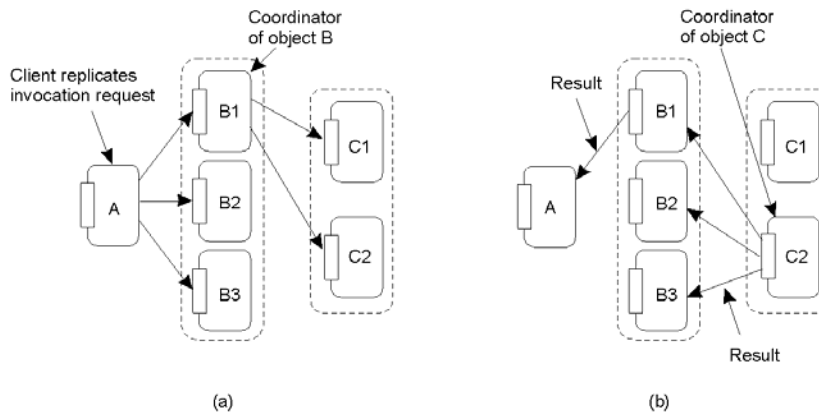 Coordinator
of object B
Client replicates
invocation request
A
B1
B2
B3
C1
C2
(a)
Coordinator
of object C
Result
A
B1
B2
B3
C1
C2
Result
(b)